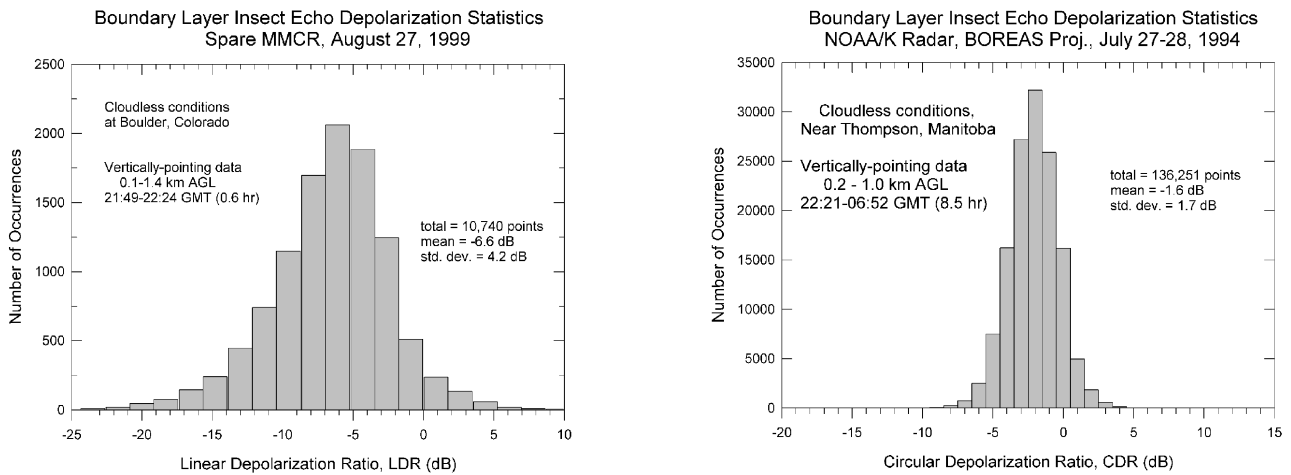 Boundary Layer Insect Echo Depolarization Statistics
Spare MMCR, August 27, 1999
2500
2000
1500
1000
500
0
Number of Occurrences
Cloudless conditions
at Boulder, Colorado
Vertically-pointing data
0.1-1.4 km AGL
21:49-22:24 GMT (0.6 hr)
total = 10,740 points
mean = -6.6 dB
std. dev. = 4.2 dB
-25 -20 -15 -10 -5 0 5 10
Linear Depolarization Ratio, LDR (dB)
Boundary Layer Insect Echo Depolarization Statistics
NOAA/K Radar, BOREAS Proj., July 27-28, 1994
35000
30000
25000
20000
15000
10000
5000
0
Number of Occurrences
Cloudless conditions,
Near Thompson, Manitoba
Vertically-pointing data
0.2 - 1.0 km AGL
22:21-06:52 GMT (8.5 hr)
total = 136,251 points
mean = -1.6 dB
std. dev. = 1.7 dB
-20 -15 -10 -5 0 5 10 15
Circular Depolarization Ratio, CDR (dB)